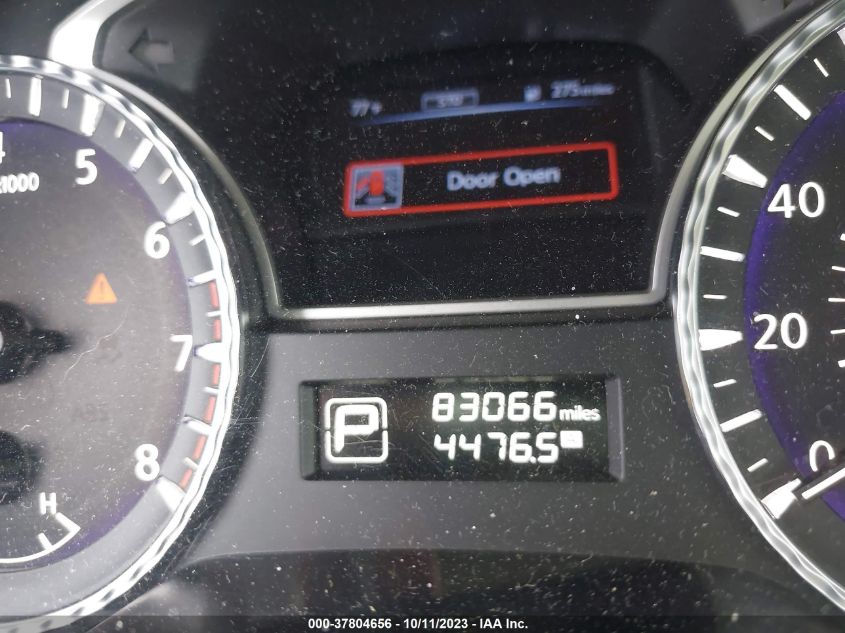 77°F 275 miles
Door Open
4 5 6 7 8
x1000
H
40
20
0
P 83066 miles
4476.5
000-37804656 - 10/11/2023 - IAA Inc.